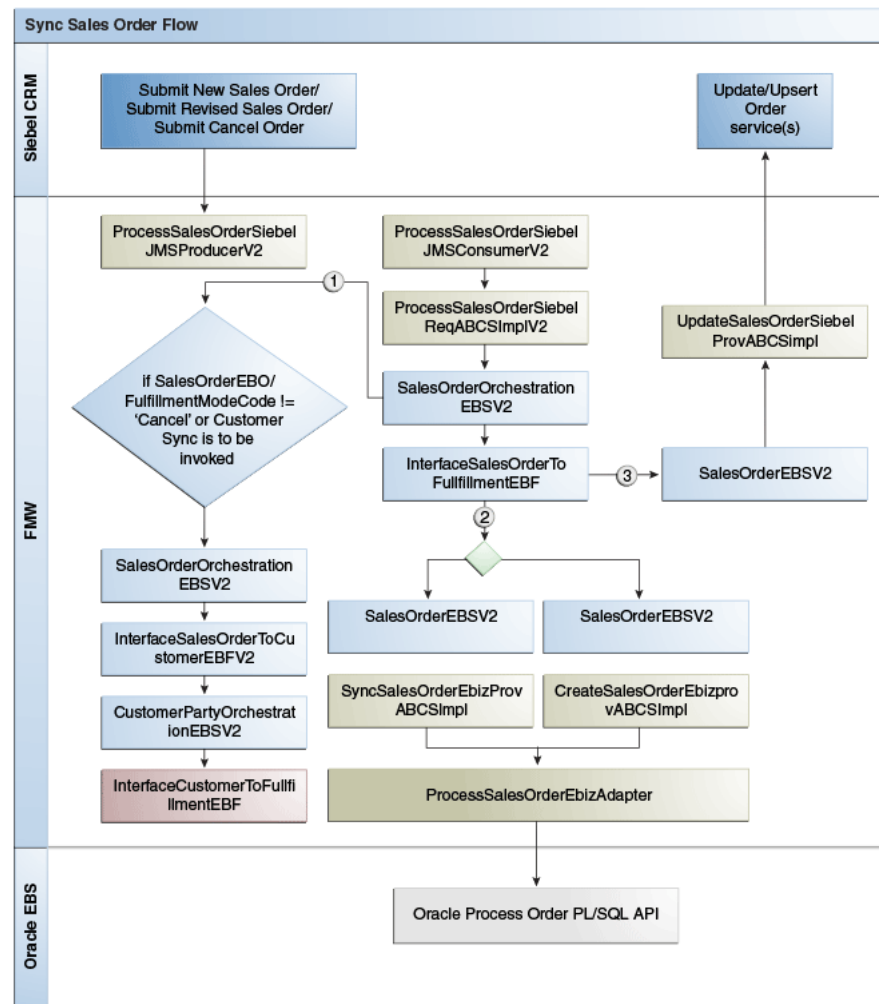 Sync Sales Order Flow
Siebel CRM
Submit New Sales Order/
Submit Revised Sales Order/
Submit Cancel Order
Update/Upsert
Order
service(s)
FMW
ProcessSalesOrderSiebel
JMSProducerV2
ProcessSalesOrderSiebel
JMSConsumerV2
1
ProcessSalesOrderSiebel
ReqABCSImplV2
UpdateSalesOrderSiebel
ProvABCSimpl
if SalesOrderEBO/
FulfillmentModeCode !=
‘Cancel’ or Customer
Sync is to be
invoked
SalesOrderOrchestration
EBSV2
InterfaceSalesOrderTo
FullfillmentEBF
3
SalesOrderEBSV2
2
SalesOrderOrchestration
EBSV2
SalesOrderEBSV2
SalesOrderEBSV2
InterfaceSalesOrderToCu
stomerEBFV2
SyncSalesOrderEbizProv
ABCSImpl
CreateSalesOrderEbizpro
vABCSImpl
CustomerPartyOrchestrat
ionEBSV2
InterfaceCustomerToFullfi
llmentEBF
ProcessSalesOrderEbizAdapter
Oracle EBS
Oracle Process Order PL/SQL API